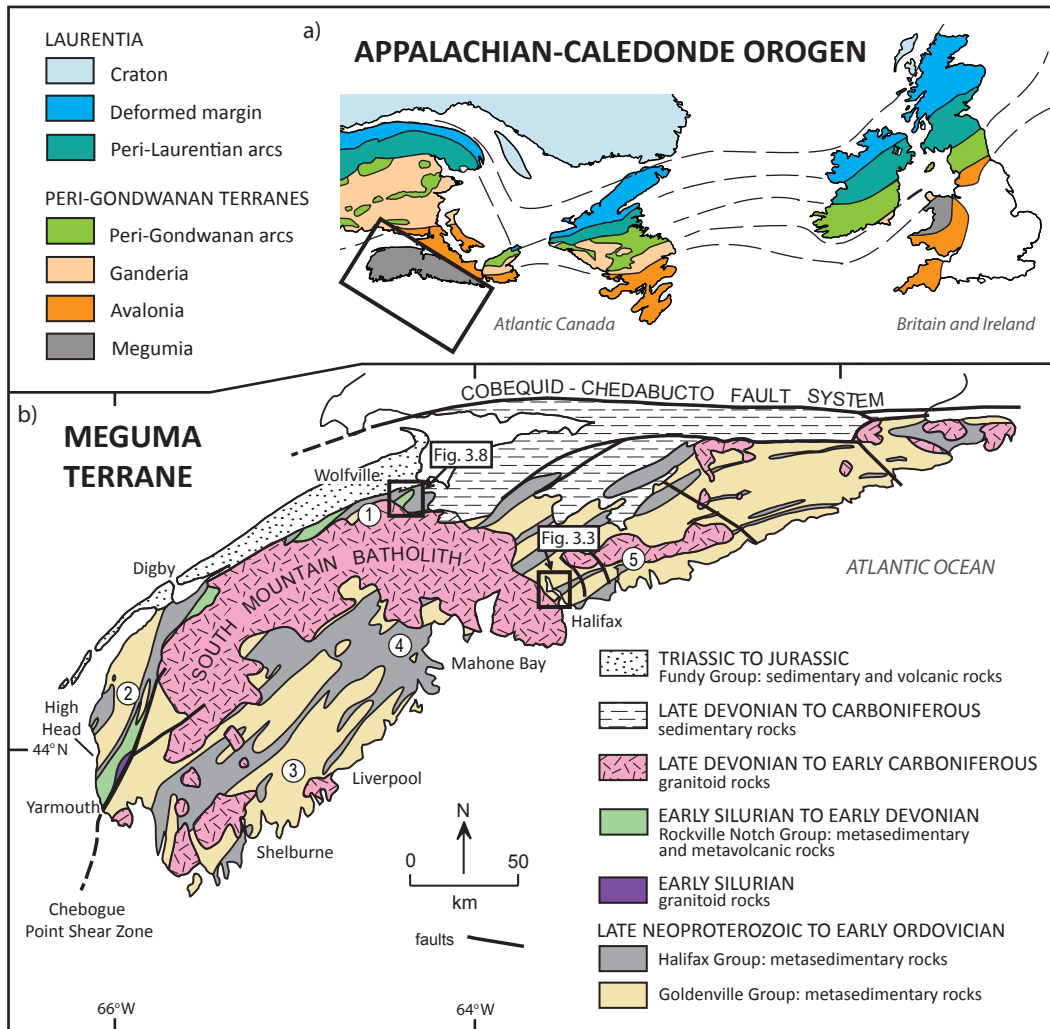 a)
APPALACHIAN-CALEDONDE OROGEN
LAURENTIA
Craton
Deformed margin
Peri-Laurentian arcs
PERI-GONDWANAN TERRANES
Peri-Gondwanan arcs
Ganderia
Avalonia
Megumia
Atlantic Canada
Britain and Ireland
b)
MEGUMA
TERRANE
COBEQUID - CHEDABUCTO FAULT SYSTEM
Fig. 3.8
Wolfville
1
Fig. 3.3
5
SOUTH MOUNTAIN BATHOLITH
Digby
ATLANTIC OCEAN
Halifax
4
Mahone Bay
2
High
Head
44°N
3
Liverpool
Yarmouth
Shelburne
Chebogue
Point Shear Zone
N
0 50
km
faults
66°W
64°W
TRIASSIC TO JURASSIC
Fundy Group: sedimentary and volcanic rocks
LATE DEVONIAN TO CARBONIFEROUS
sedimentary rocks
LATE DEVONIAN TO EARLY CARBONIFEROUS
granitoid rocks
EARLY SILURIAN TO EARLY DEVONIAN
Rockville Notch Group: metasedimentary
and metavolcanic rocks
EARLY SILURIAN
granitoid rocks
LATE NEOPROTEROZOIC TO EARLY ORDOVICIAN
Halifax Group: metasedimentary rocks
Goldenville Group: metasedimentary rocks